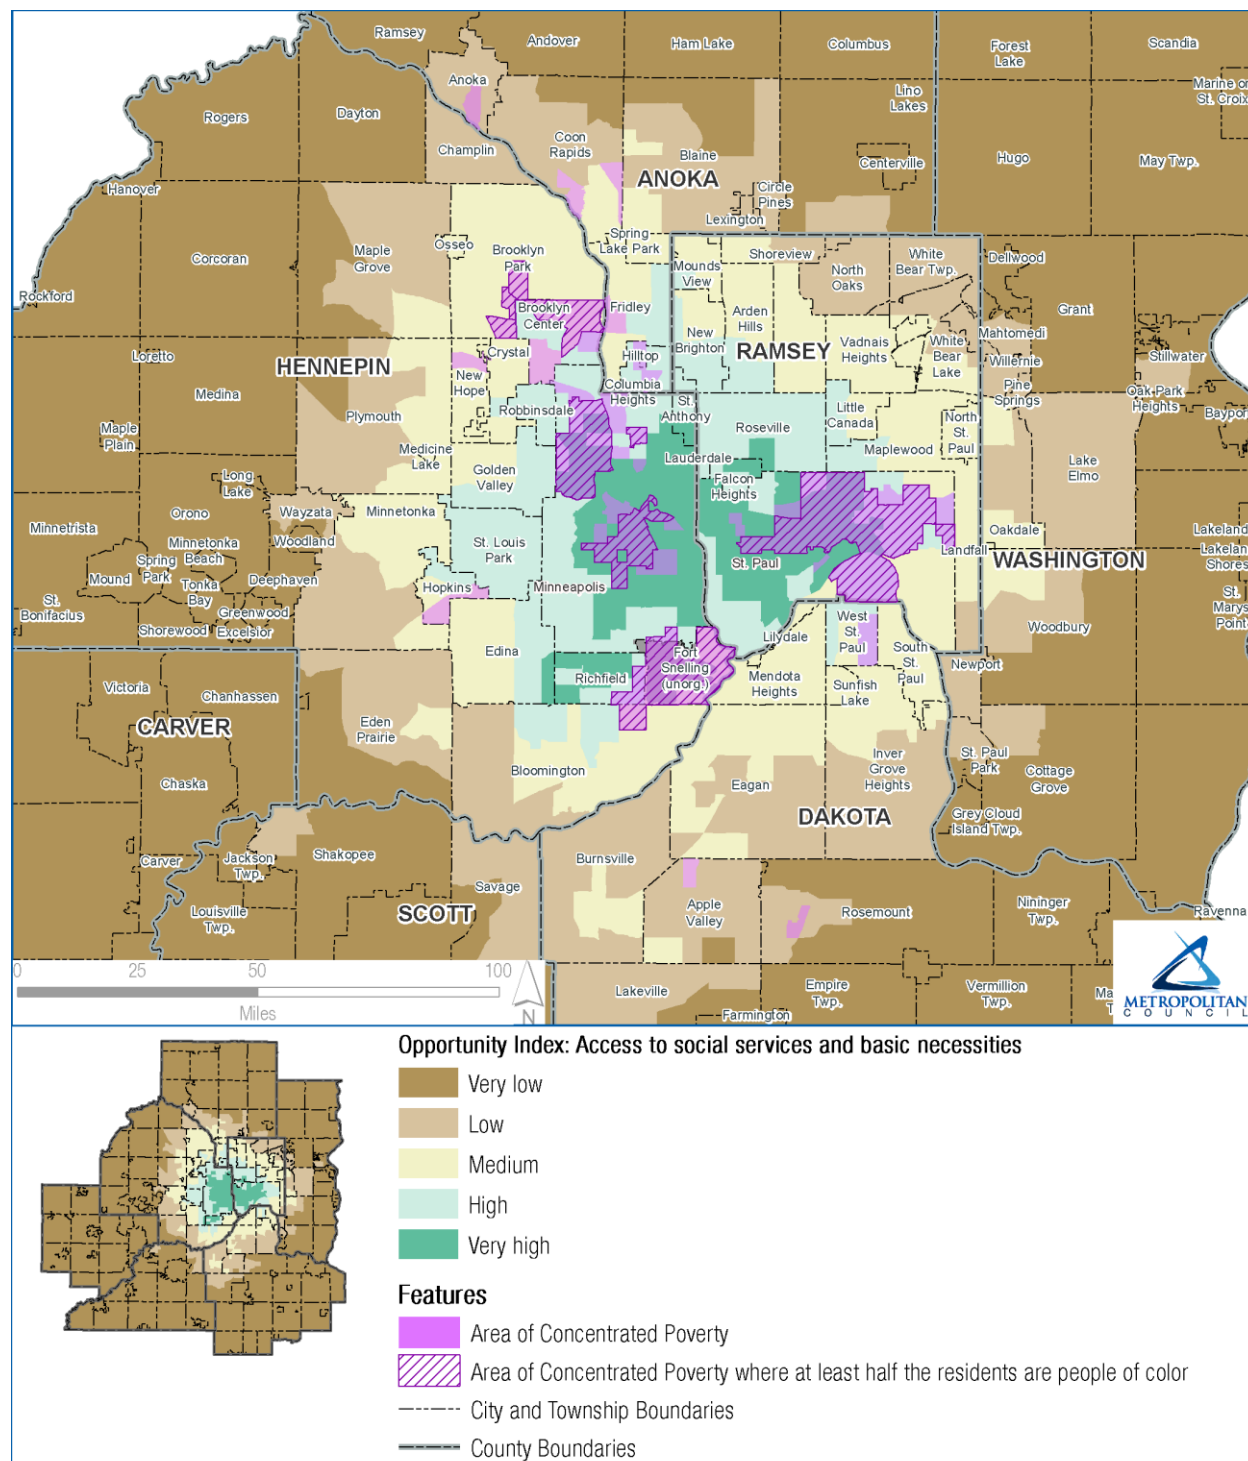 Ramsey
Andover
Ham Lake
Columbus
Forest
Lake
Scandia
Anoka
Lino
Lakes
Marine on
St. Croix
Rogers
Dayton
Champlin
Coon
Rapids
Blaine
Centerville
Hugo
May Twp.
ANOKA
Hanover
Circle
Pines
Lexington
Osseo
Brooklyn
Park
Spring
Lake Park
Shoreview
Mounds
View
North
Oaks
White
Bear Twp.
Dellwood
Corcoran
Maple
Grove
Rockford
Brooklyn
Center
Fridley
Arden
Hills
Grant
New
Brighton
RAMSEY
Vadnais
Heights
White
Bear
Lake
Mahtomedi
Willernie
Stillwater
Loretto
HENNEPIN
Crystal
Hilltop
New
Hope
Columbia
Heights
Pine
Springs
Oak Park
Heights
Medina
Plymouth
Robbinsdale
St.
Anthony
Roseville
Little
Canada
North
St.
Paul
Bayport
Maple
Plain
Medicine
Lake
Lauderdale
Maplewood
Lake
Elmo
Long
Lake
Golden
Valley
Falcon
Heights
Minnetrista
Orono
Wayzata
Minnetonka
Oakdale
Lakeland
Minnetonka
Beach
Woodland
St. Louis
Park
Landfall
WASHINGTON
Lakeland
Shores
Spring
Park
Mound
Tonka
Bay
Deephaven
Hopkins
Minneapolis
St. Paul
St.
Bonifacius
Greenwood
Shorewood
Excelsior
St.
Marys
Point
Edina
Lilydale
West
St.
Paul
Woodbury
Fort
Snelling
(unorg.)
South
St.
Paul
Newport
Victoria
Chanhassen
Richfield
Mendota
Heights
Sunfish
Lake
CARVER
Eden
Prairie
St. Paul
Park
Chaska
Bloomington
Eagan
Inver
Grove
Heights
Cottage
Grove
DAKOTA
Grey Cloud
Island Twp.
Carver
Jackson
Twp.
Shakopee
Burnsville
Savage
Louisville
Twp.
SCOTT
Apple
Valley
Rosemount
Nininger
Twp.
Ravenna
Lakeville
Empire
Twp.
Vermillion
Twp.
Farmington
0 25 50 100
Miles
N
METROPOLITAN
COUNCIL
Opportunity Index: Access to social services and basic necessities
Very low
Low
Medium
High
Very high
Features
Area of Concentrated Poverty
Area of Concentrated Poverty where at least half the residents are people of color
City and Township Boundaries
County Boundaries